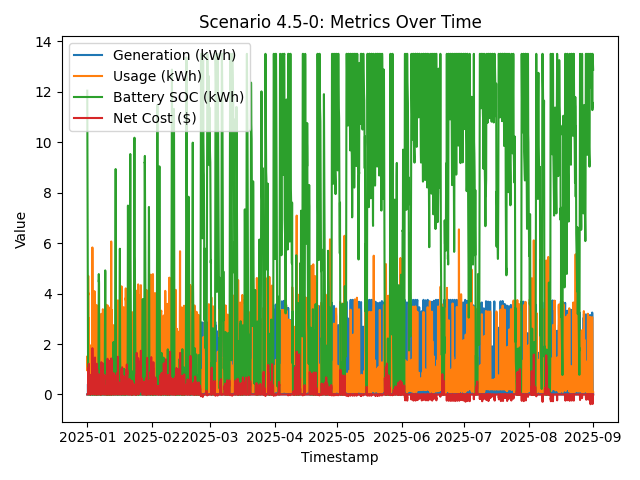 Scenario 4.5-0: Metrics Over Time
14
12
10
8
6
4
2
0
Value
Generation (kWh)
Usage (kWh)
Battery SOC (kWh)
Net Cost ($)
2025-01 2025-02 2025-03 2025-04 2025-05 2025-06 2025-07 2025-08 2025-09
Timestamp